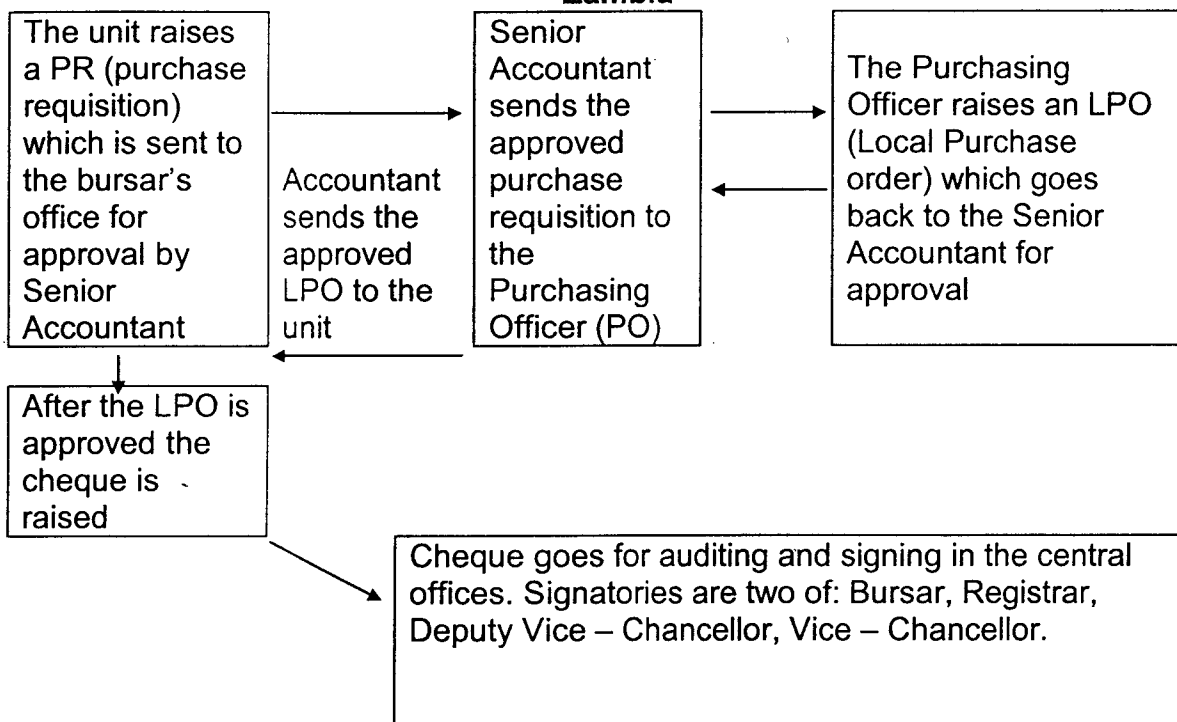 The unit raises
a PR (purchase
requisition)
which is sent to
the bursar's
office for
approval by
Senior
Accountant
Accountant
sends the
approved
LPO to the
unit
Senior
Accountant
sends the
approved
purchase
requisition to
the
Purchasing
Officer (PO)
The Purchasing
Officer raises an LPO
(Local Purchase
order) which goes
back to the Senior
Accountant for
approval
After the LPO is
approved the
cheque is
raised
Cheque goes for auditing and signing in the central
offices. Signatories are two of: Bursar, Registrar,
Deputy Vice – Chancellor, Vice – Chancellor.